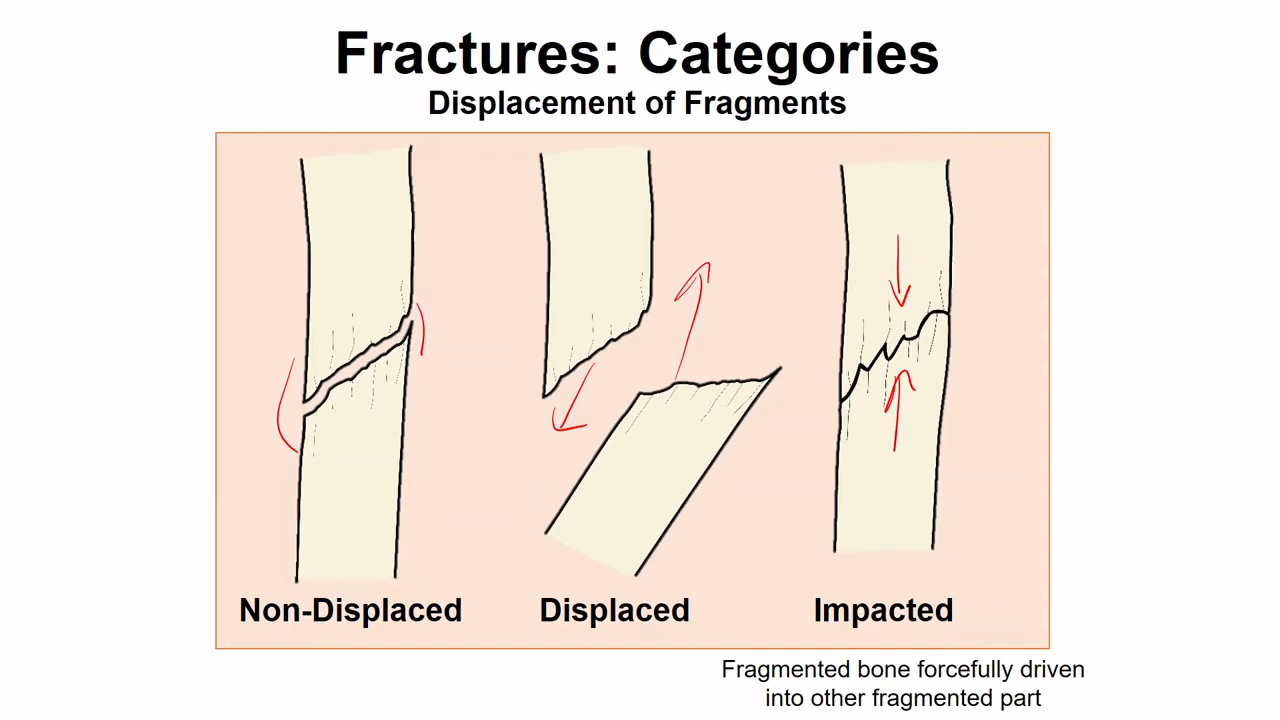 Fractures: Categories
Displacement of Fragments
Non-Displaced
Displaced
Impacted
Fragmented bone forcefully driven
into other fragmented part